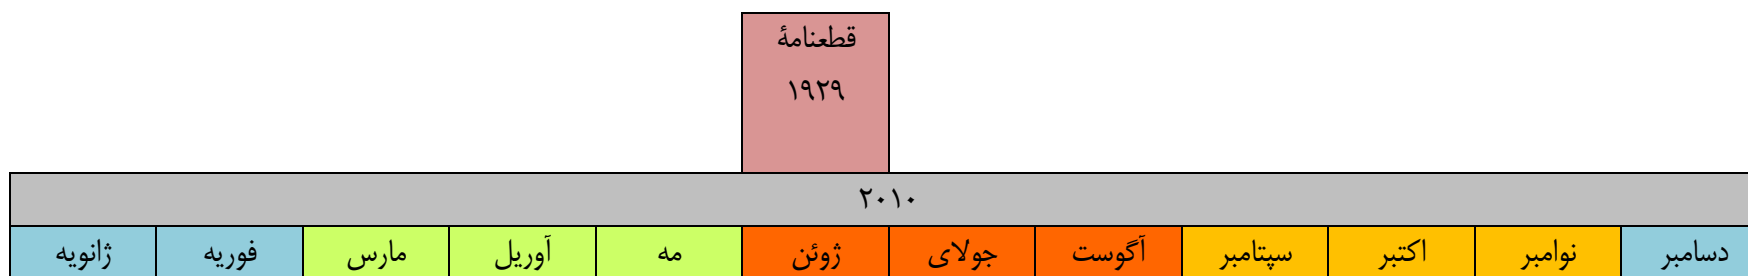 قطعنامهٔ
۱۹۲۹
۲۰۱۰
ژانویه
فوریه
مارس
آوریل
مه
ژوئن
جولای
آگوست
سپتامبر
اکتبر
نوامبر
دسامبر